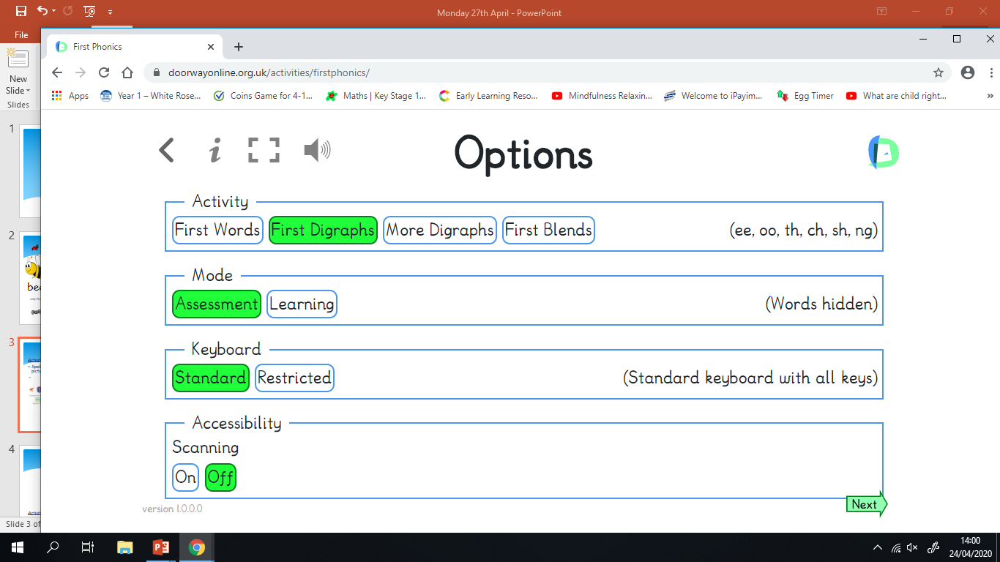 Monday 27th April - PowerPoint
File
First Phonics
New
Slide
Slides
doorwayonline.org.uk/activities/firstphonics/
Apps
Year 1 – White Rose...
Coins Game for 4-1...
Maths | Key Stage 1...
Early Learning Reso...
Mindfulness Relaxin...
Welcome to iPayim...
Egg Timer
What are child right...
»
1
2
3
4
Options
Activity
First Words First Digraphs More Digraphs First Blends (ee, oo, th, ch, sh, ng)
Mode
Assessment Learning (Words hidden)
Keyboard
Standard Restricted (Standard keyboard with all keys)
Accessibility
Scanning
On Off
version 1.0.0.0
Next
Slide 3 of
14:00
24/04/2020